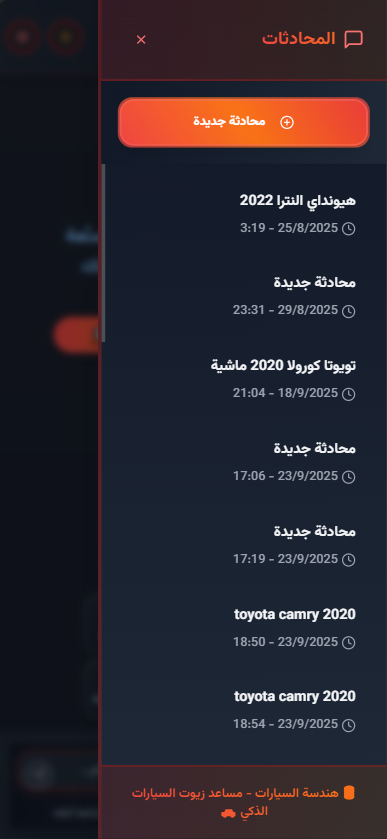 المحادثات
محادثة جديدة
هيونداي النترا 2022
25/8/2025 - 3:19
محادثة جديدة
29/8/2025 - 23:31
تويوتا كورولا 2020 ماشية
18/9/2025 - 21:04
محادثة جديدة
23/9/2025 - 17:06
محادثة جديدة
23/9/2025 - 17:19
toyota camry 2020
23/9/2025 - 18:50
toyota camry 2020
23/9/2025 - 18:54
هندسة السيارات - مساعد زيوت السيارات
الذكي